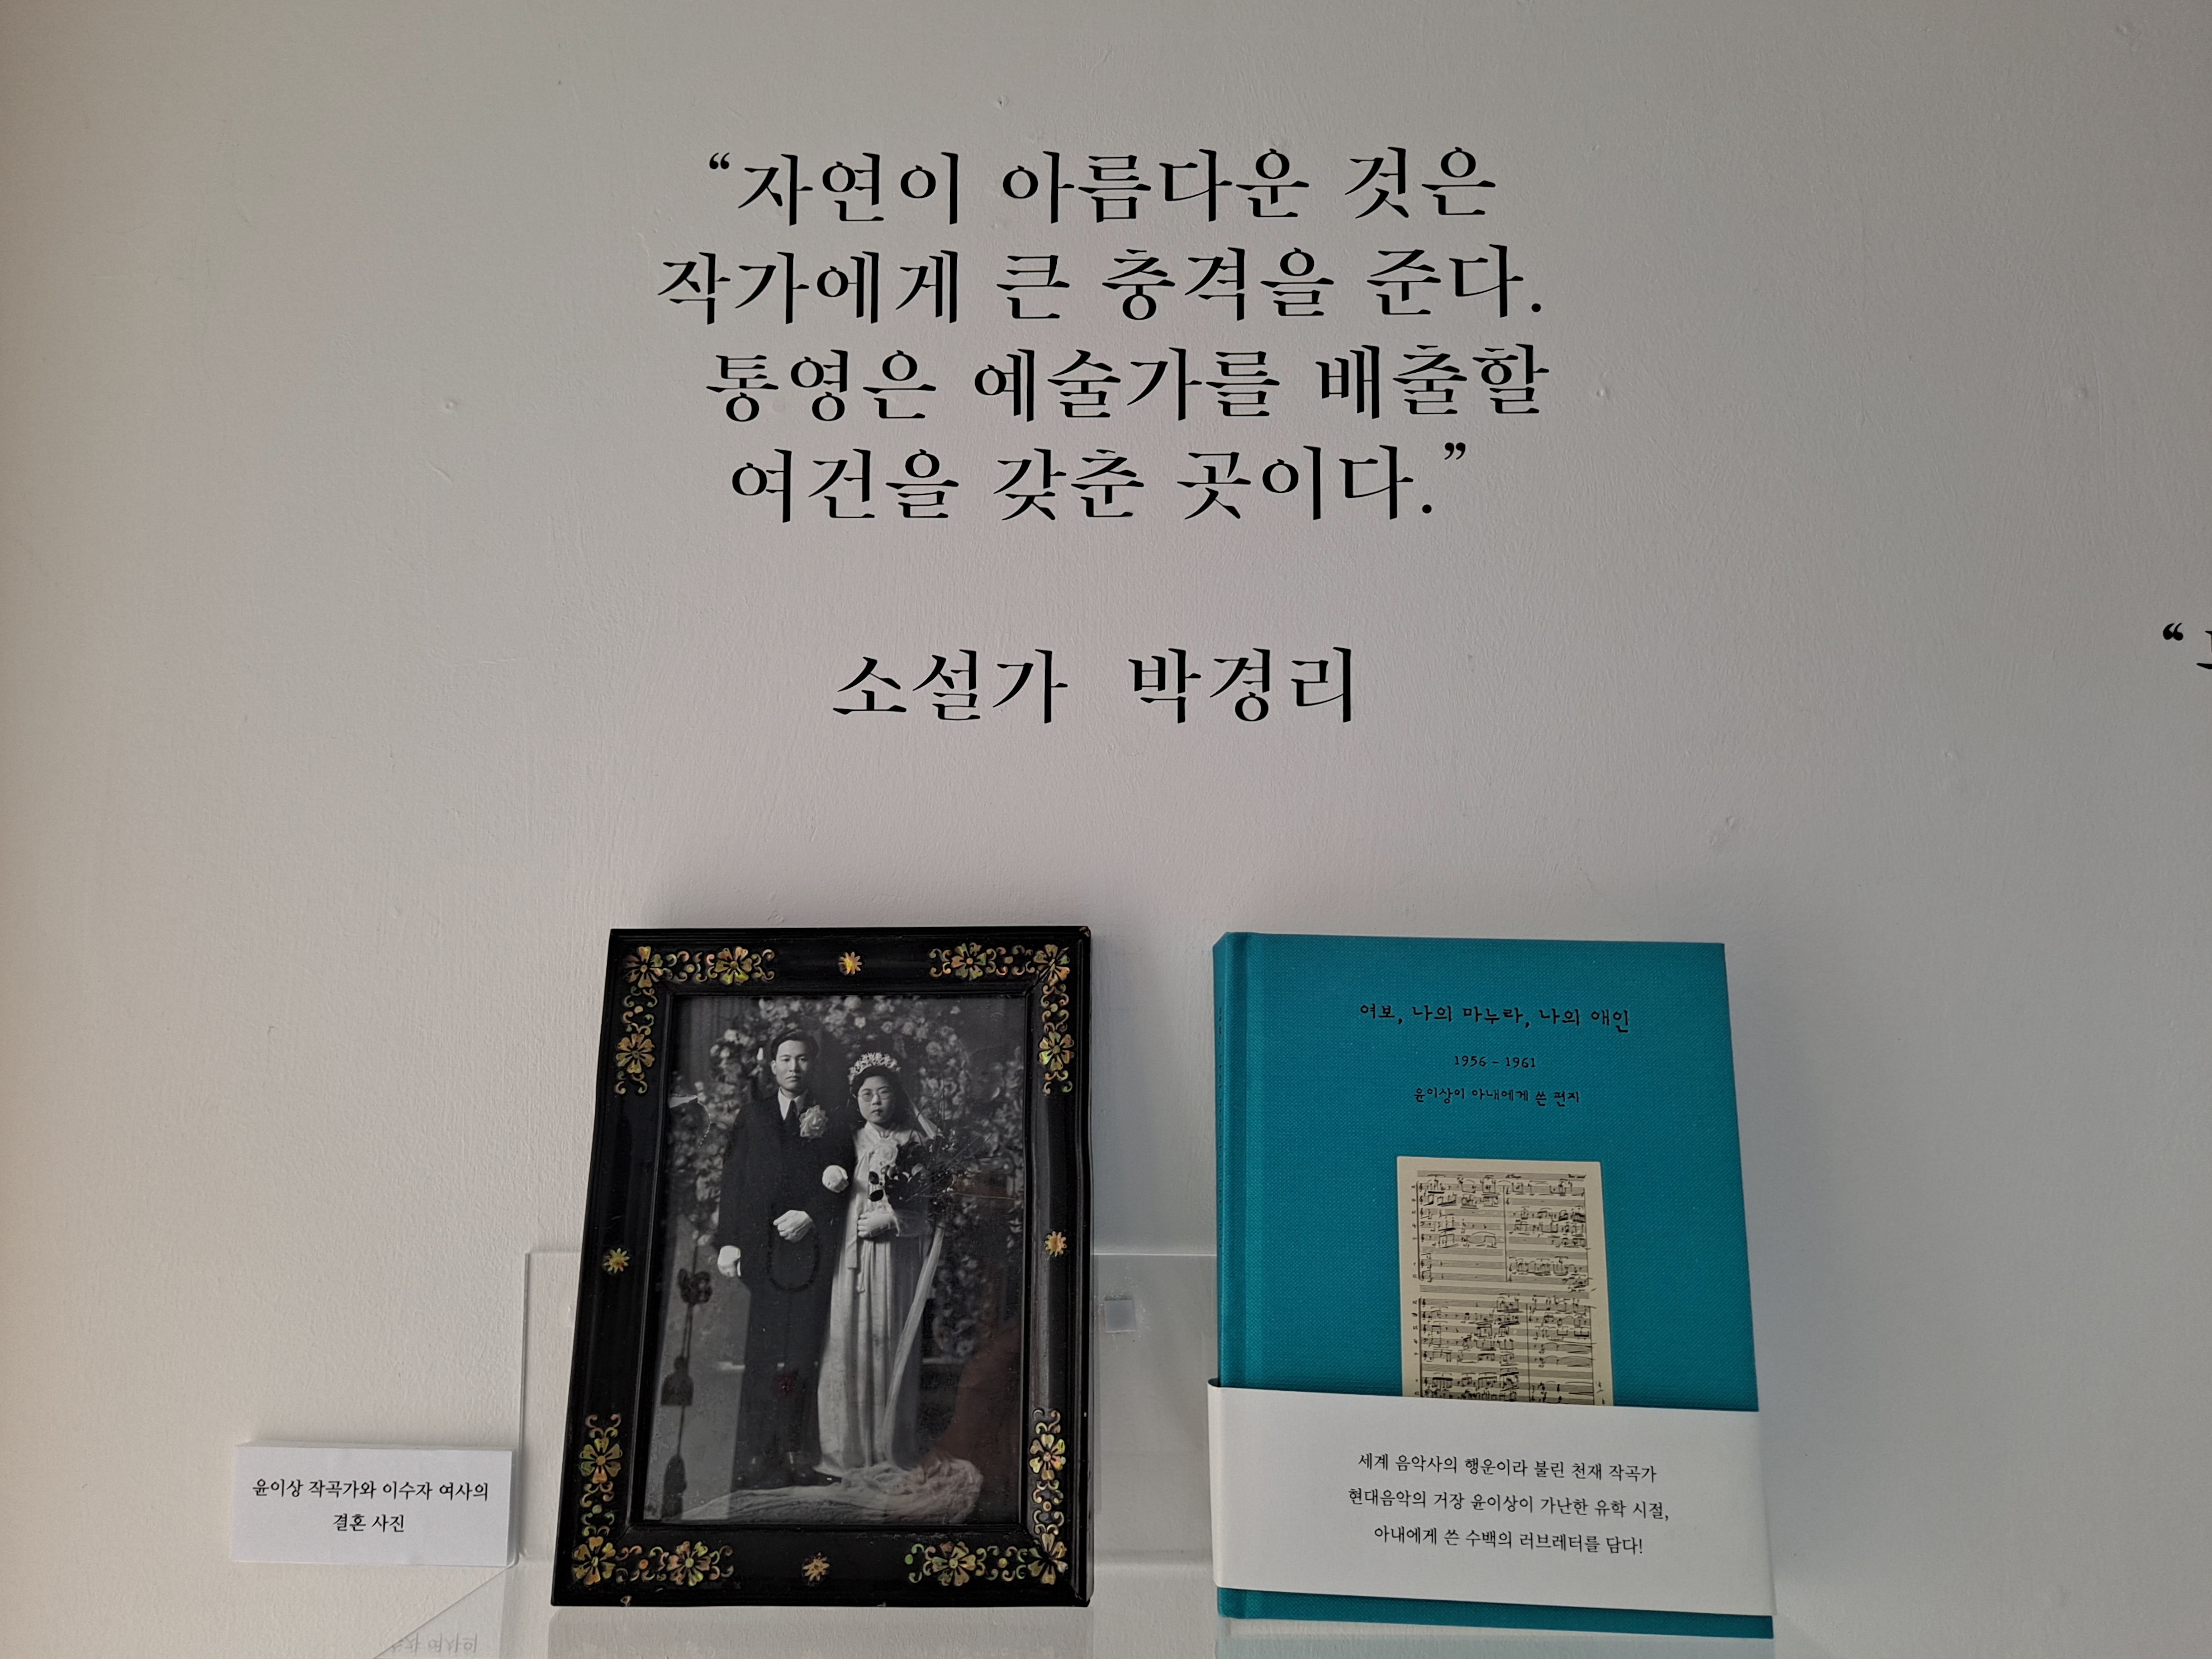 “자연이 아름다운 것은
작가에게 큰 충격을 준다.
통영은 예술가를 배출할
여건을 갖춘 곳이다.”
소설가 박경리
“
여보, 나의 마누라, 나의 애인
1956 - 1961
윤이상이 아내에게 쓴 편지
세계 음악사의 행운이라 불린 천재 작곡가
현대음악의 거장 윤이상이 가난한 유학 시절,
아내에게 쓴 수백의 러브레터를 담다!
윤이상 작곡가와 이수자 여사의
결혼 사진